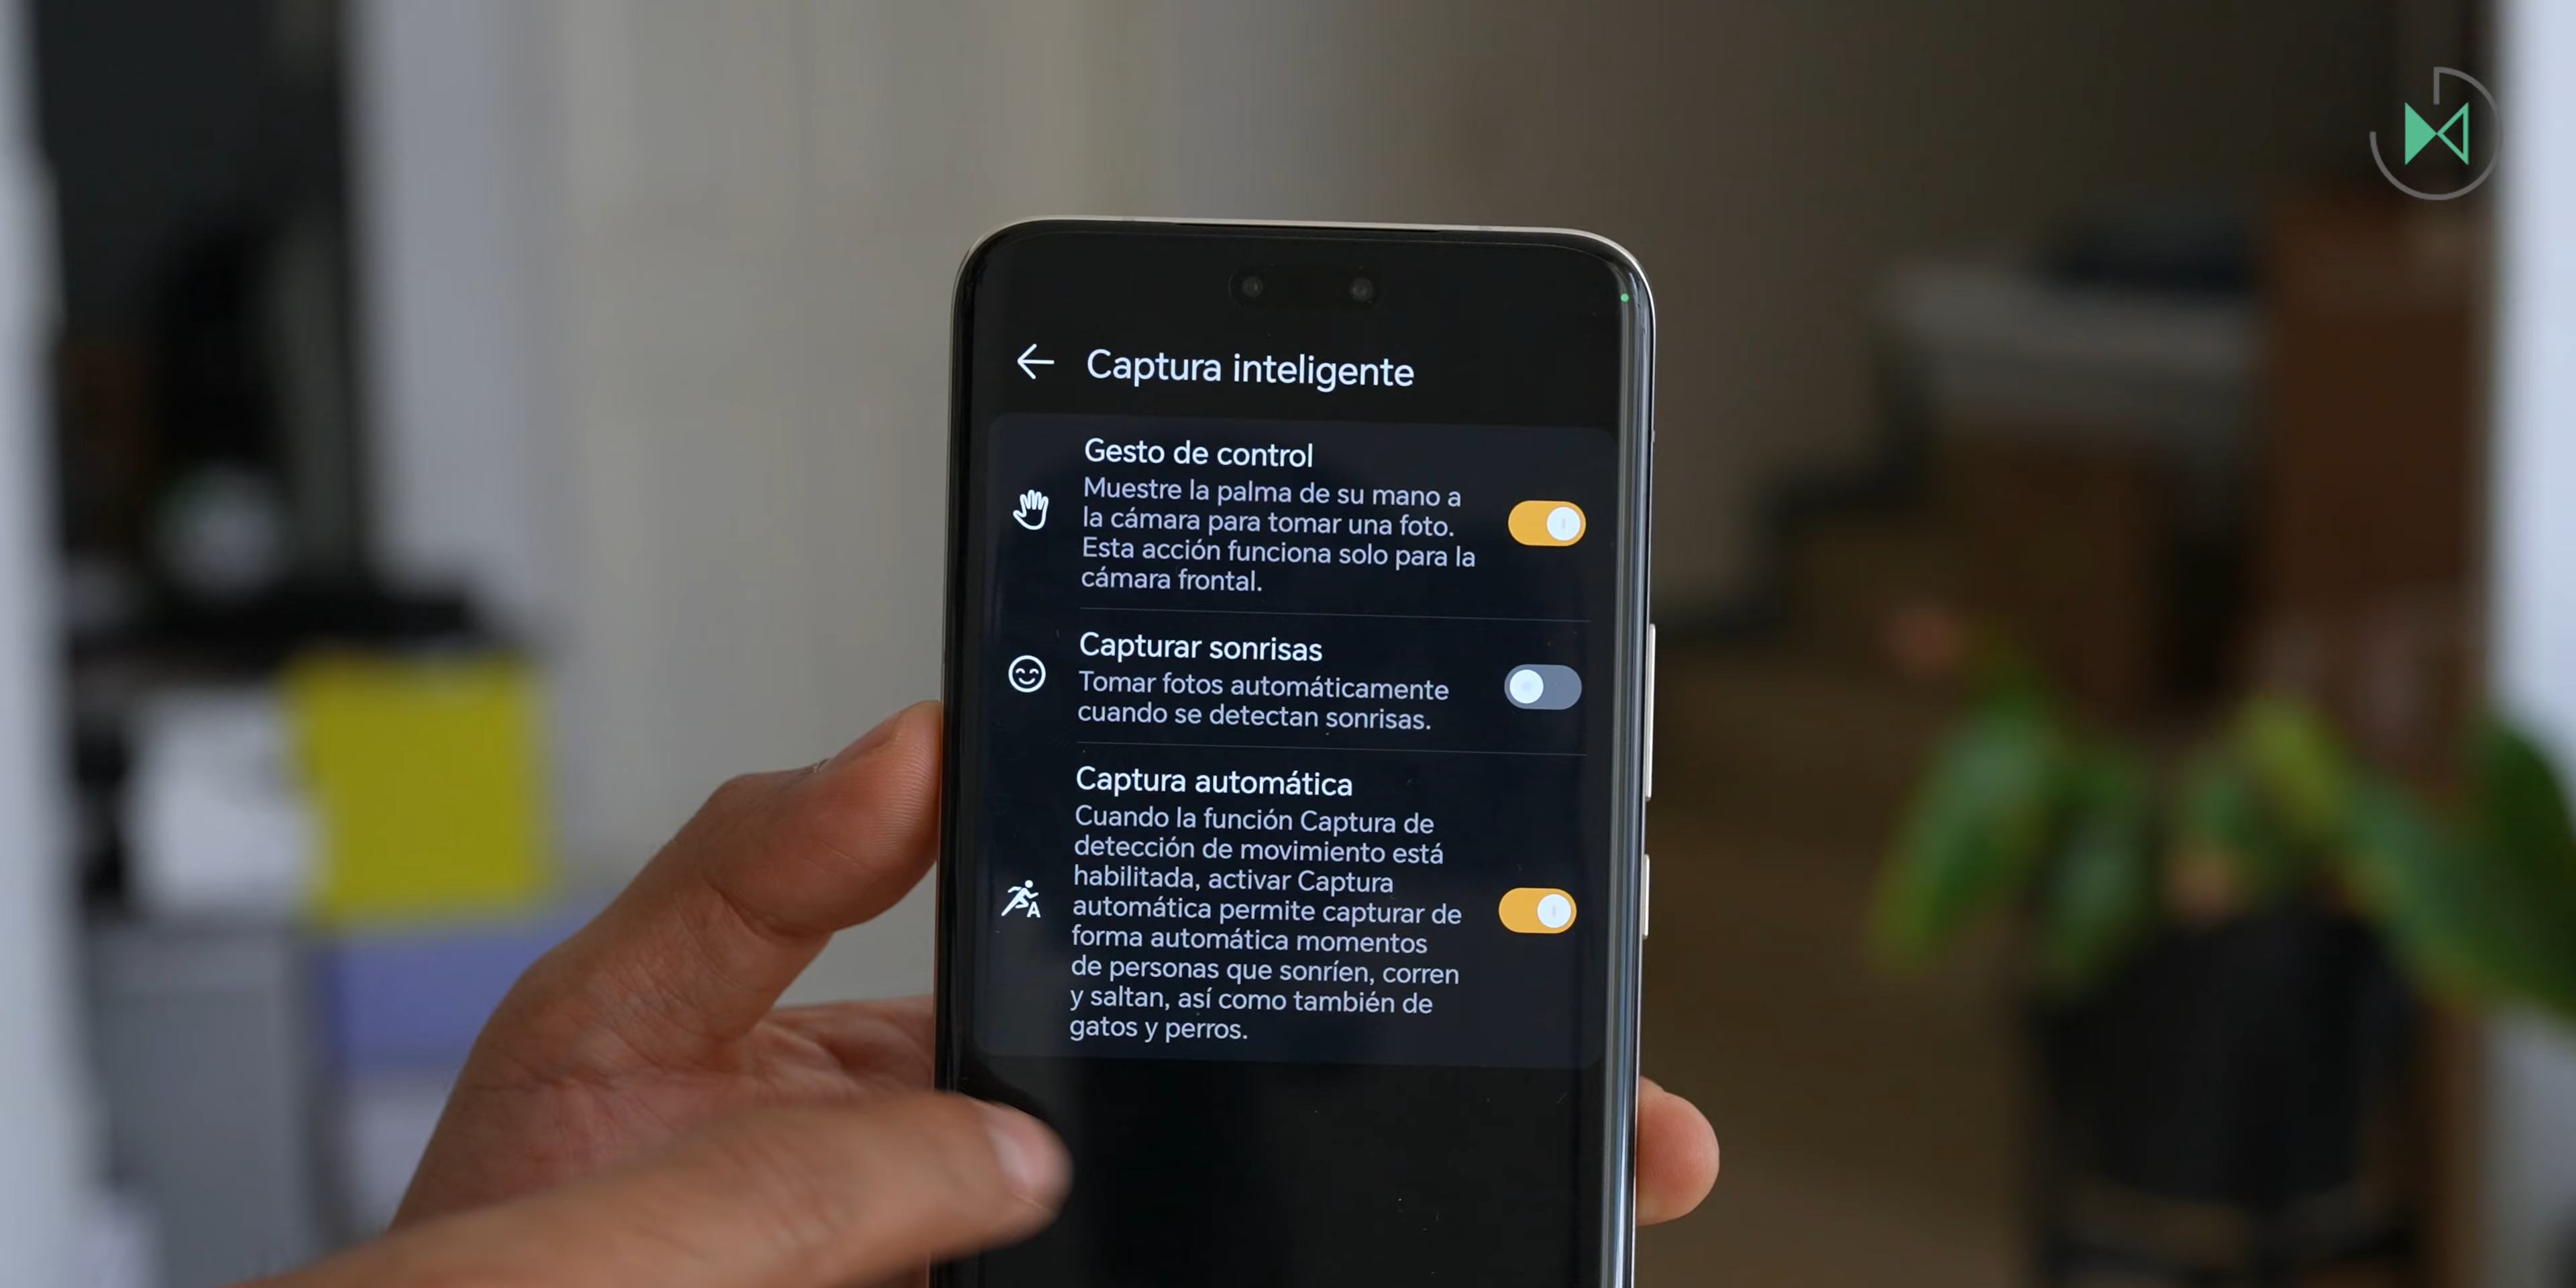 Captura inteligente
Gesto de control
Muestre la palma de su mano a
la cámara para tomar una foto.
Esta acción funciona solo para la
cámara frontal.
Capturar sonrisas
Tomar fotos automáticamente
cuando se detectan sonrisas.
Captura automática
Cuando la función Captura de
detección de movimiento está
habilitada, activar Captura
automática permite capturar de
forma automática momentos
de personas que sonríen, corren
y saltan, así como también de
gatos y perros.
A